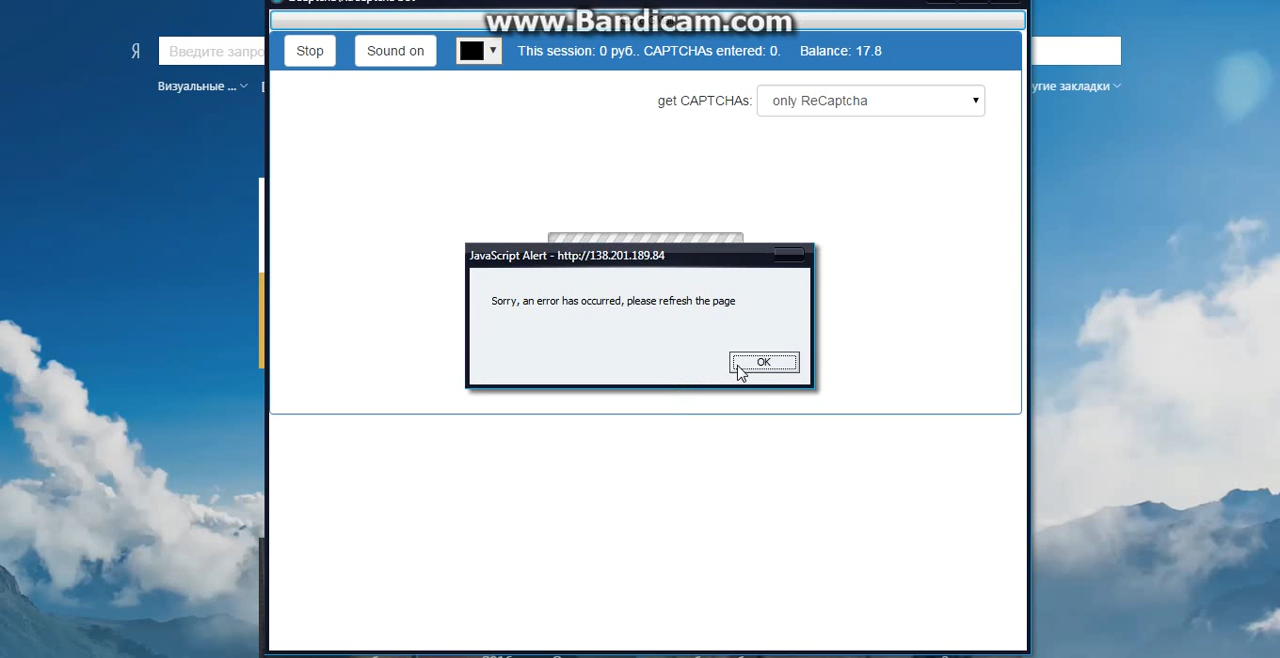 www.Bandicam.com
Stop
Sound on
This session: 0 руб.. CAPTCHAs entered: 0.
Balance: 17.8
Я
Введите запро
Визуальные ...
угие закладки
get CAPTCHAs:
only ReCaptcha
JavaScript Alert - http://138.201.189.84
Sorry, an error has occurred, please refresh the page
OK